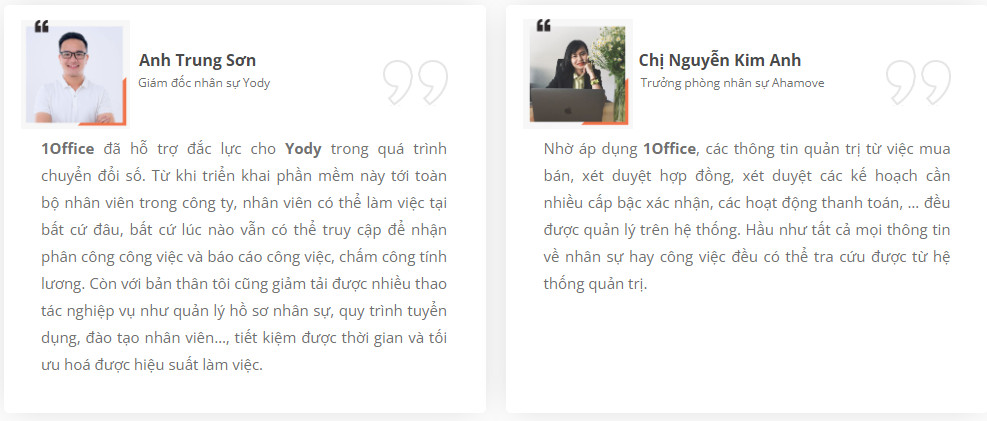 Anh Trung Sơn
Giám đốc nhân sự Yody
1Office đã hỗ trợ đắc lực cho Yody trong quá trình
chuyển đổi số. Từ khi triển khai phần mềm này tới toàn
bộ nhân viên trong công ty, nhân viên có thể làm việc tại
bất cứ đâu, bất cứ lúc nào vẫn có thể truy cập để nhận
phân công công việc và báo cáo công việc, chấm công tính
lương. Còn với bản thân tôi cũng giảm tải được nhiều thao
tác nghiệp vụ như quản lý hồ sơ nhân sự, quy trình tuyển
dụng, đào tạo nhân viên..., tiết kiệm được thời gian và tối
ưu hoá được hiệu suất làm việc.
Chị Nguyễn Kim Anh
Trưởng phòng nhân sự Ahamove
Nhờ áp dụng 1Office, các thông tin quản trị từ việc mua
bán, xét duyệt hợp đồng, xét duyệt các kế hoạch cần
nhiều cấp bậc xác nhận, các hoạt động thanh toán, ... đều
được quản lý trên hệ thống. Hầu như tất cả mọi thông tin
về nhân sự hay công việc đều có thể tra cứu được từ hệ
thống quản trị.